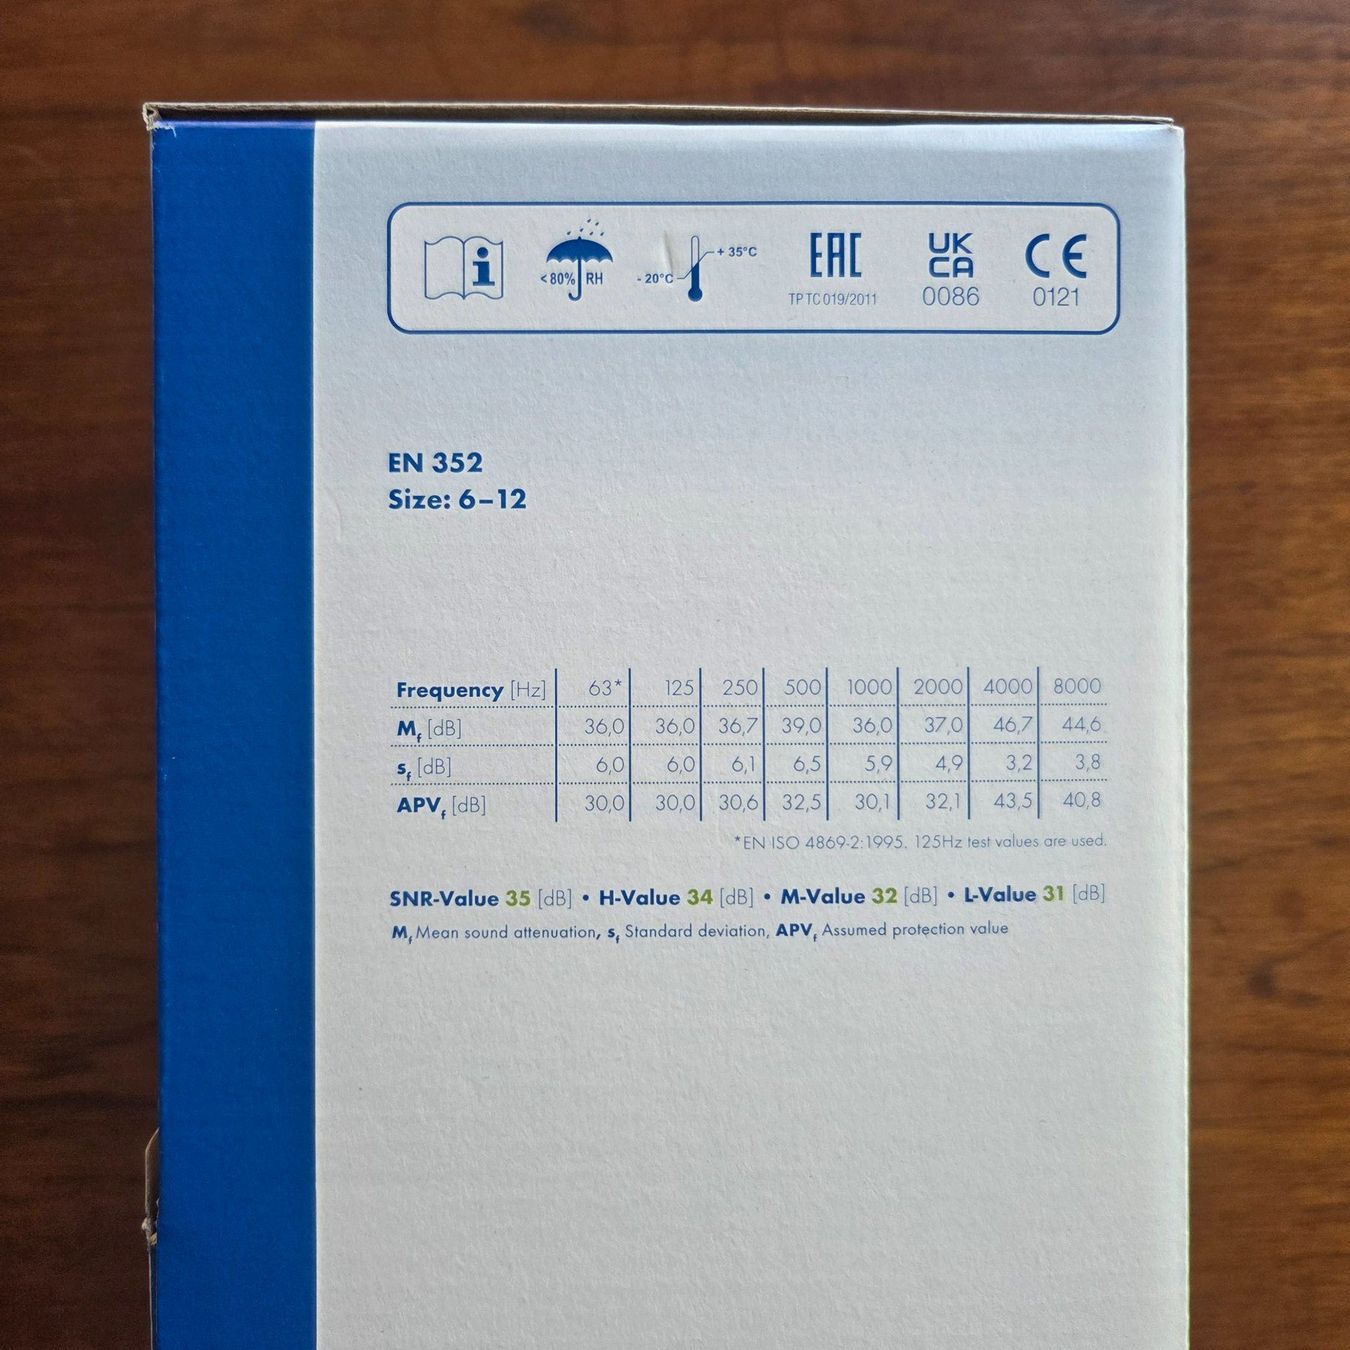 i
<80% RH
- 20°C + 35°C
EAC
TP TC 019/2011
UK
CA
0086
CE
0121
EN 352
Size: 6–12
Frequency [Hz] 63* 125 250 500 1000 2000 4000 8000
Mf [dB] 36,0 36,0 36,7 39,0 36,0 37,0 46,7 44,6
sf [dB] 6,0 6,0 6,1 6,5 5,9 4,9 3,2 3,8
APVf [dB] 30,0 30,0 30,6 32,5 30,1 32,1 43,5 40,8
*EN ISO 4869-2:1995. 125Hz test values are used.
SNR-Value 35 [dB] • H-Value 34 [dB] • M-Value 32 [dB] • L-Value 31 [dB]
Mf Mean sound attenuation, sf Standard deviation, APVf Assumed protection value